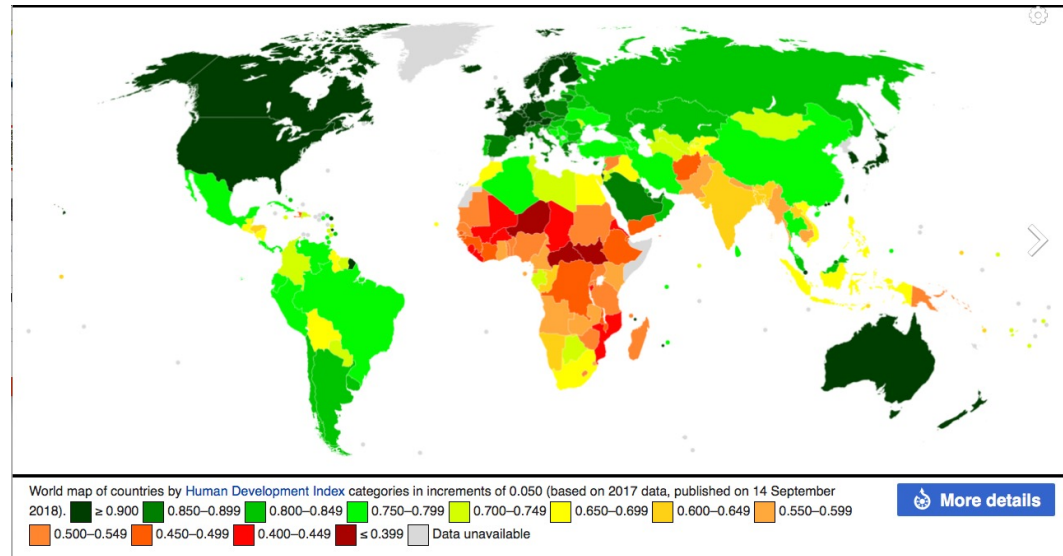 World map of countries by Human Development Index categories in increments of 0.050 (based on 2017 data, published on 14 September
2018). ≥ 0.900 0.850–0.899 0.800–0.849 0.750–0.799 0.700–0.749 0.650–0.699 0.600–0.649 0.550–0.599
0.500–0.549 0.450–0.499 0.400–0.449 ≤ 0.399 Data unavailable
More details